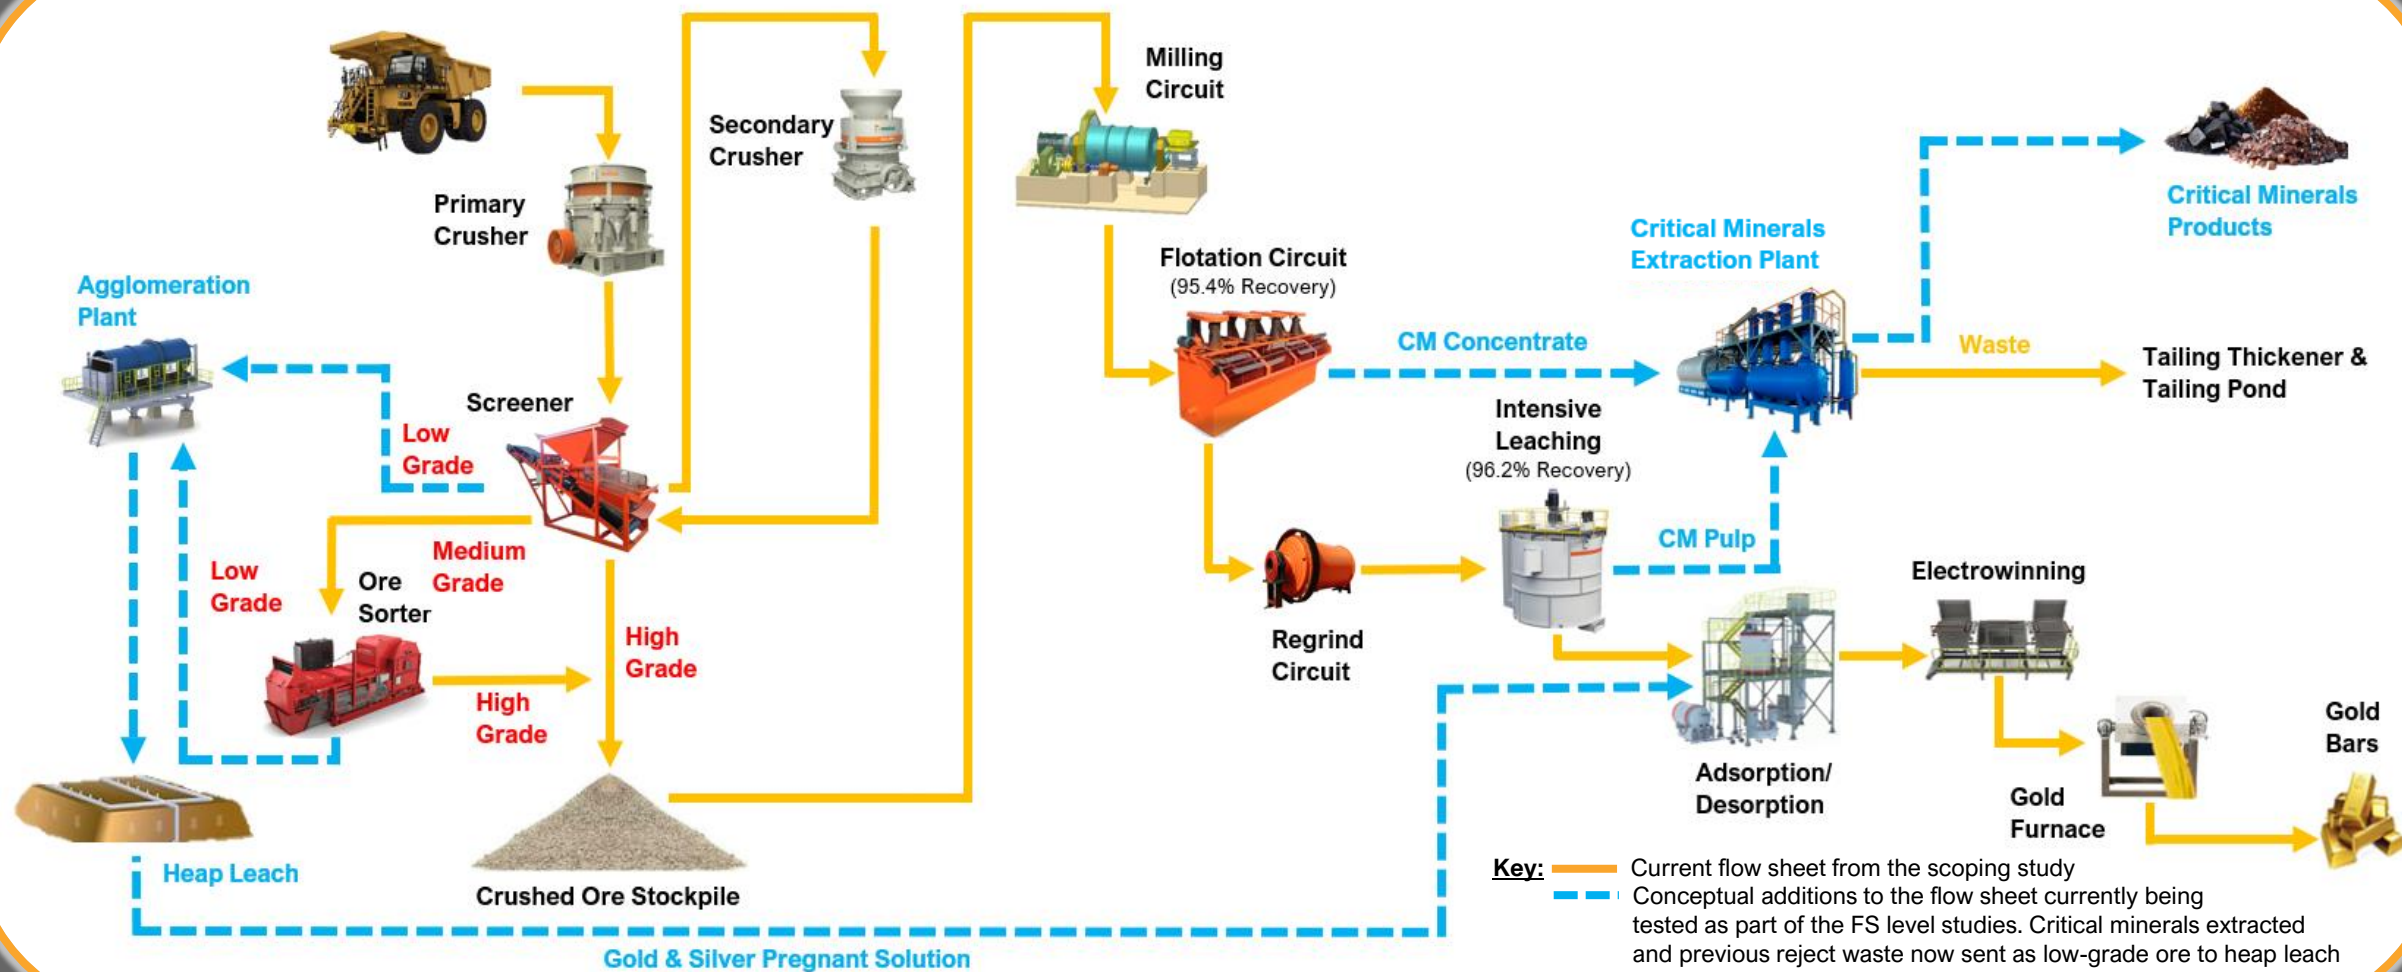 Milling
Circuit
Secondary
Crusher
Primary
Crusher
Critical Minerals
Products
Critical Minerals
Extraction Plant
Flotation Circuit
(95.4% Recovery)
Agglomeration
Plant
CM Concentrate
Waste
Tailing Thickener &
Tailing Pond
Screener
Low
Grade
Intensive
Leaching
(96.2% Recovery)
CM Pulp
Medium
Grade
Ore
Sorter
Low
Grade
Electrowinning
High
Grade
Regrind
Circuit
High
Grade
Gold
Bars
Adsorption/
Desorption
Gold
Furnace
Heap Leach
Crushed Ore Stockpile
Key:
Current flow sheet from the scoping study
Conceptual additions to the flow sheet currently being
tested as part of the FS level studies. Critical minerals extracted
and previous reject waste now sent as low-grade ore to heap leach
Gold & Silver Pregnant Solution